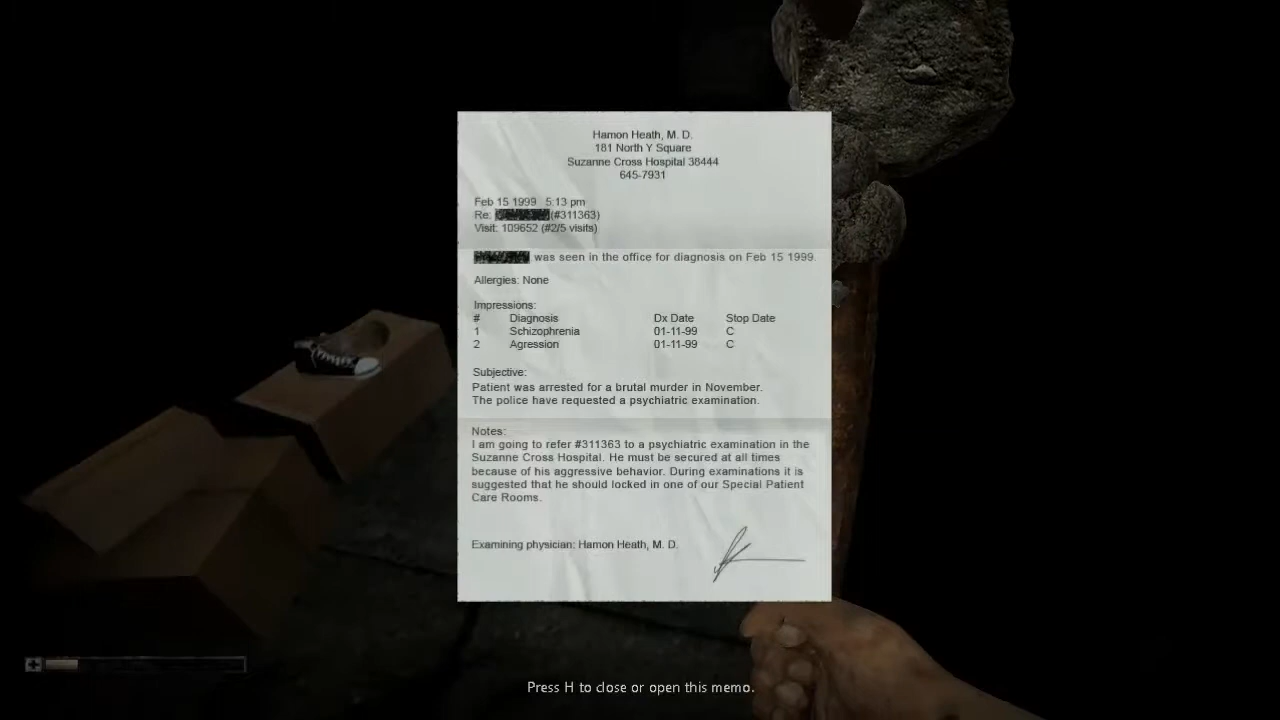 Hamon Heath, M. D.
181 North Y Square
Suzanne Cross Hospital 38444
645-7931
Feb 15 1999 5:13 pm
Re: (#311363)
Visit: 109652 (#2/5 visits)
was seen in the office for diagnosis on Feb 15 1999.
Allergies: None
Impressions:
# Diagnosis Dx Date Stop Date
1 Schizophrenia 01-11-99 C
2 Agression 01-11-99 C
Subjective:
Patient was arrested for a brutal murder in November.
The police have requested a psychiatric examination.
Notes:
I am going to refer #311363 to a psychiatric examination in the
Suzanne Cross Hospital. He must be secured at all times
because of his aggressive behavior. During examinations it is
suggested that he should locked in one of our Special Patient
Care Rooms.
Examining physician: Hamon Heath, M. D.
Press H to close or open this memo.